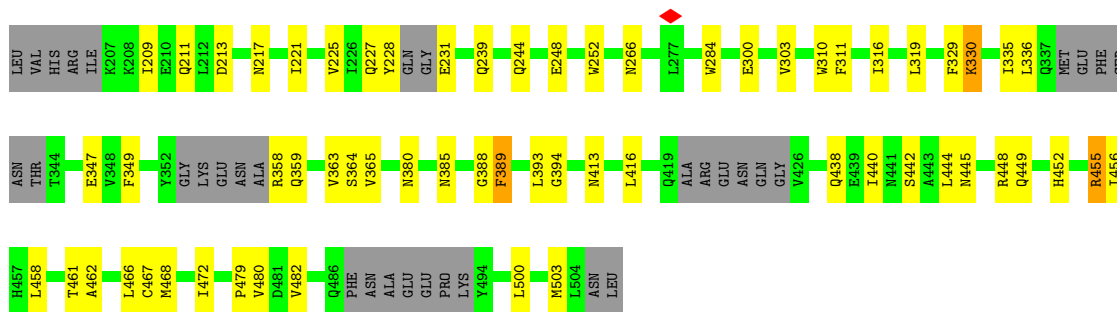 LEU VAL HIS ARG ILE K207 K208 I209 E210 Q211 L212 D213 N217 I221 V225 I226 Q227 Y228 GLN GLY E231 Q239 Q244 E248 W252 N266 L277 W284 E300 V303 W310 F311 I316 L319 F329 K330 I335 L336 Q337 MET GLU PHE SER
ASN THR T344 E347 V348 F349 Y352 GLY LYS GLU ASN ALA R358 Q359 V363 S364 V365 N380 N385 G388 F389 L393 G394 N413 L416 Q419 ALA ARG GLU ASN GLN GLY V426 Q438 E439 I440 N441 S442 A443 L444 N445 R448 Q449 H452 R455 I456
H457 L458 T461 A462 L466 C467 M468 I472 P479 V480 D481 V482 Q486 PHE ASN ALA GLU GLU PRO LYS Y494 L500 M503 L504 ASN LEU